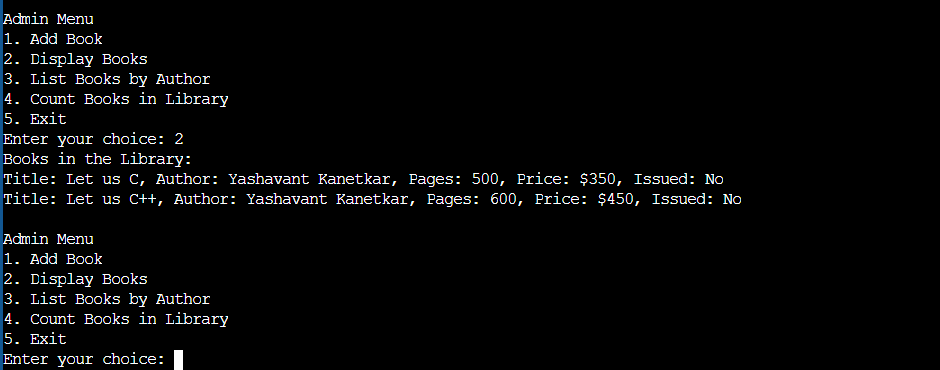 Admin Menu
1. Add Book
2. Display Books
3. List Books by Author
4. Count Books in Library
5. Exit
Enter your choice: 2
Books in the Library:
Title: Let us C, Author: Yashavant Kanetkar, Pages: 500, Price: $350, Issued: No
Title: Let us C++, Author: Yashavant Kanetkar, Pages: 600, Price: $450, Issued: No
Admin Menu
1. Add Book
2. Display Books
3. List Books by Author
4. Count Books in Library
5. Exit
Enter your choice: